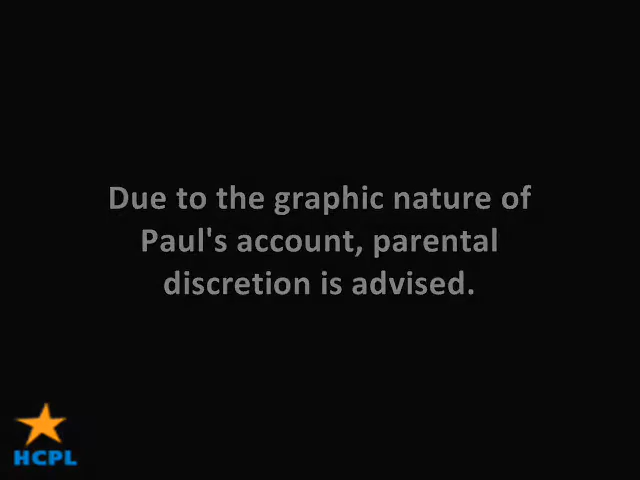 Due to the graphic nature of
Paul's account, parental
discretion is advised.
HCPL